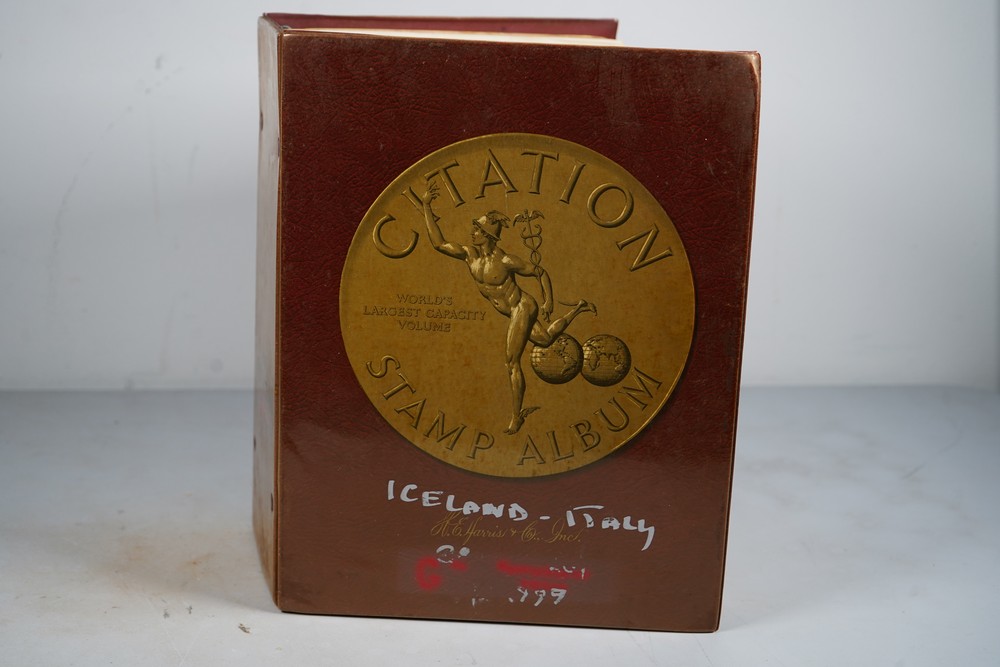 CITATION
WORLD'S
LARGEST CAPACITY
VOLUME
STAMP ALBUM
ICELAND - ITALY
H.E. Harris & Co., Inc.